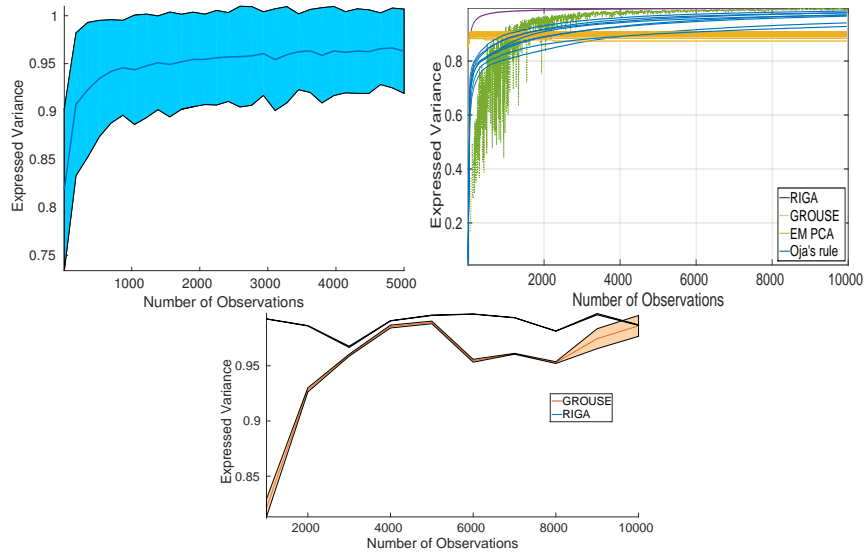 1
0.95
0.9
0.85
0.8
0.75
Expressed Variance
1000 2000 3000 4000 5000
Number of Observations
0.8
0.6
0.4
0.2
Expressed Variance
RIGA
GROUSE
EM PCA
Oja's rule
2000 4000 6000 8000 10000
Number of Observations
0.95
0.9
0.85
Expressed Variance
GROUSE
RIGA
2000 4000 6000 8000 10000
Number of Observations